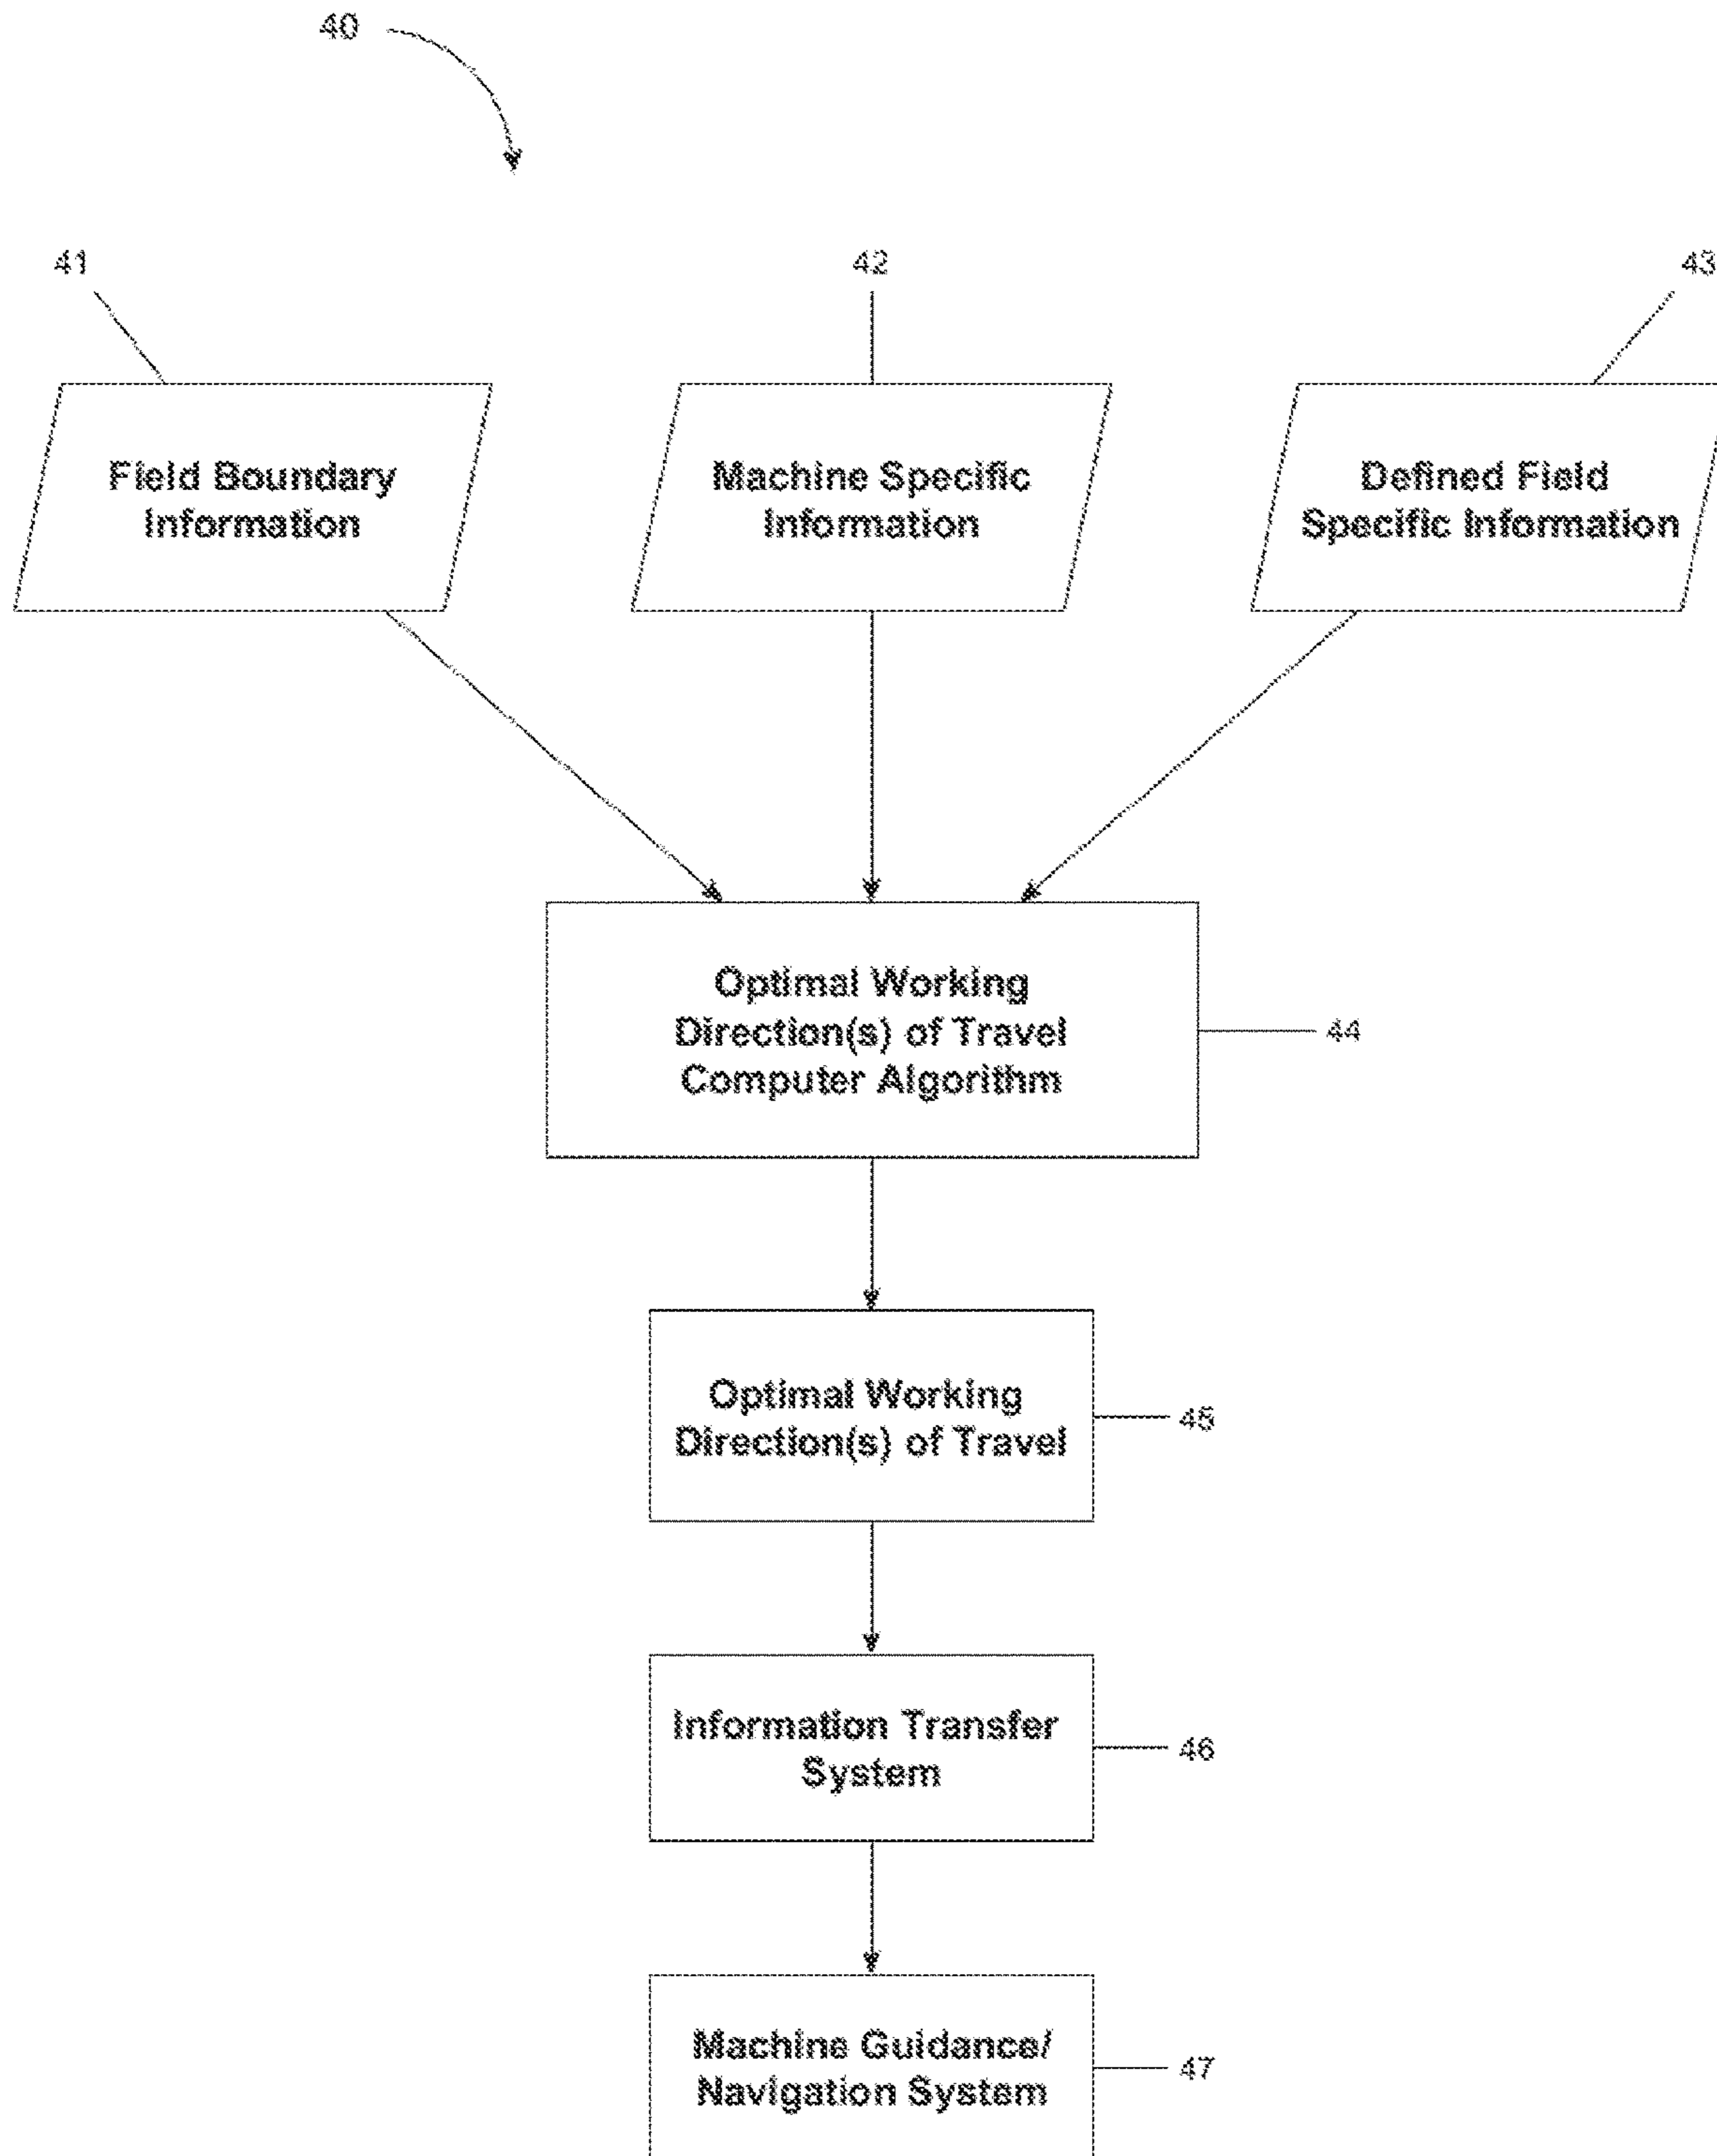 40
41
42
43
Field Boundary
Information
Machine Specific
Information
Defined Field
Specific Information
Optimal Working
Direction(s) of Travel
Computer Algorithm
44
Optimal Working
Direction(s) of Travel
45
Information Transfer
System
46
Machine Guidance/
Navigation System
47